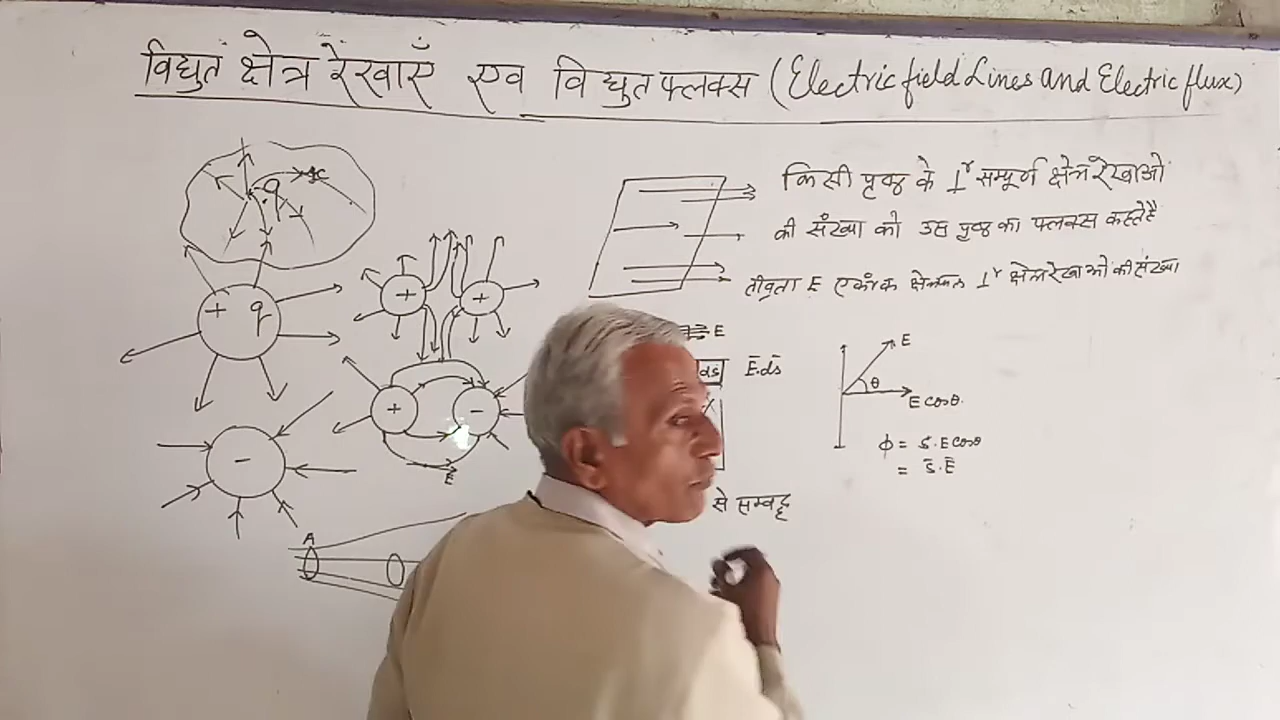 विद्युत क्षेत्र रेखाएँ एव विद्युत फ्लक्स (Electric field Lines and Electric flux)
q
किसी पृष्ठ के ⊥r सम्पूर्ण क्षेत्र रेखाओ
की संख्या को उस पृष्ठ का फ्लक्स कहते है
तीव्रता E एकांक क्षेत्रफल ⊥r क्षेत्र रेखाओं की संख्या
+ q
+ +
E
ds E̅.ds̅
E
θ
E cosθ
+ -
E
ϕ = S.E cosθ
= S̅.E̅
-
से सम्बद्ध
A